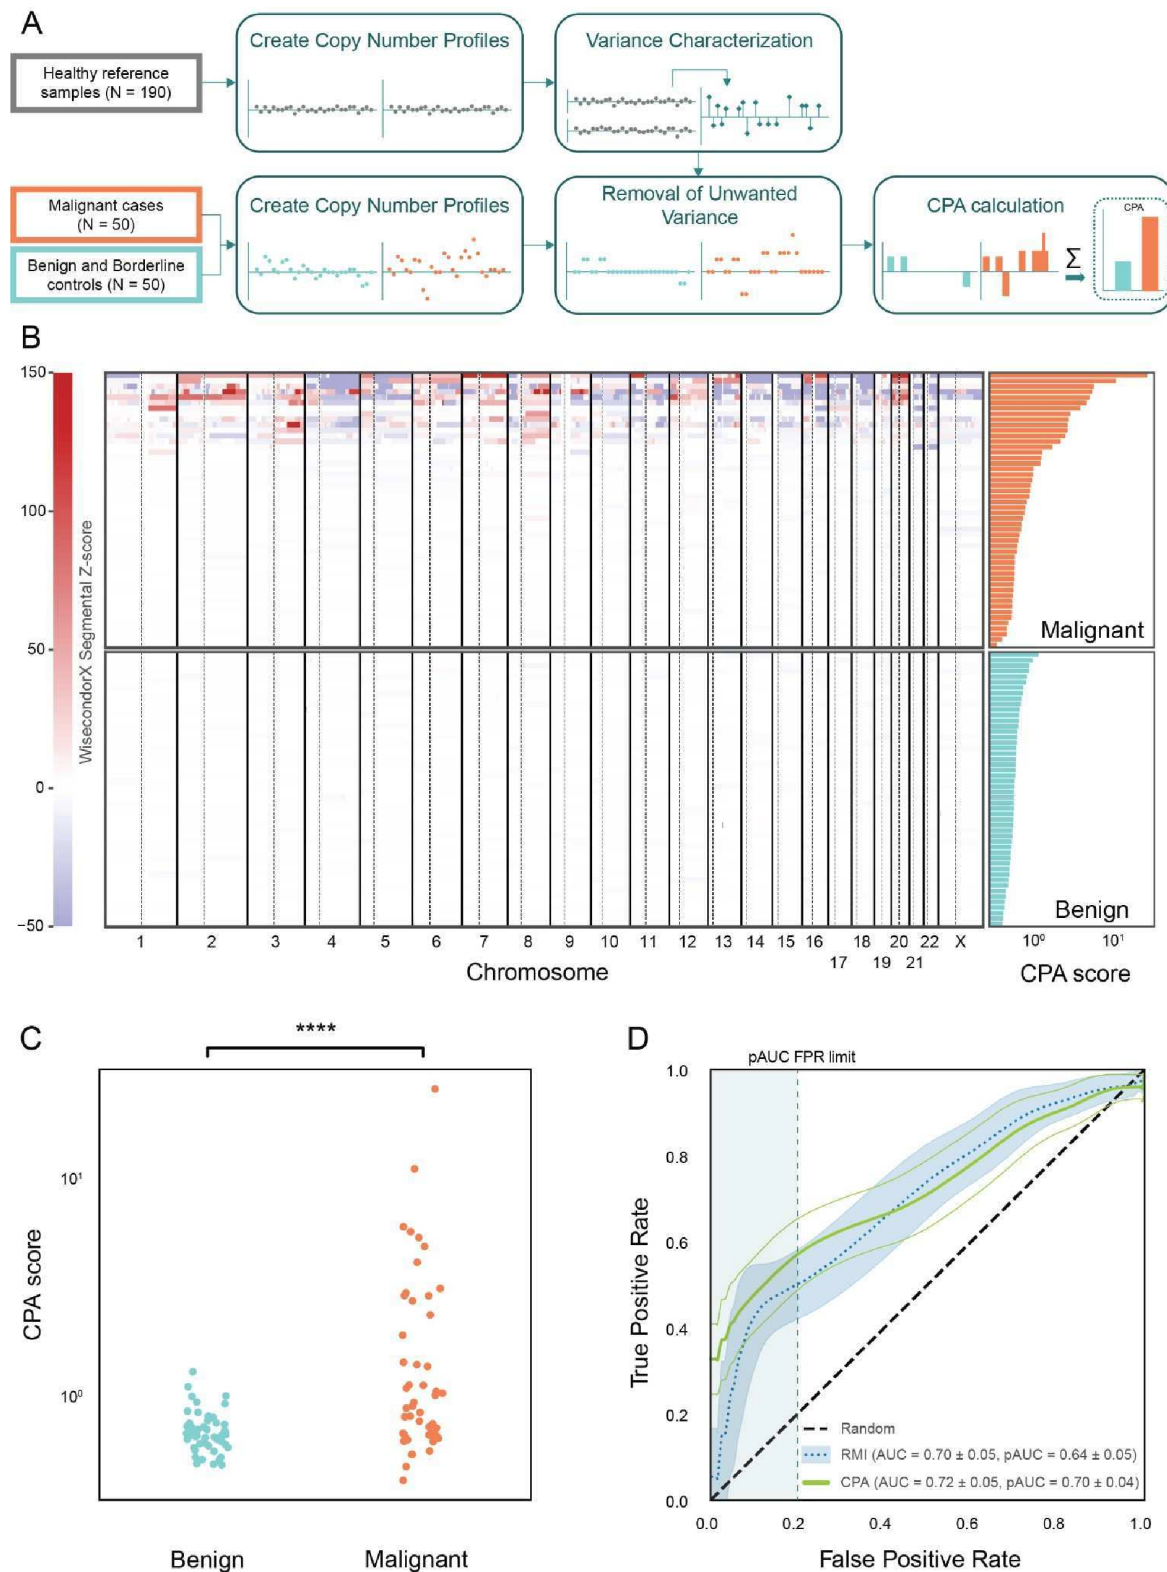 A
Healthy reference
samples (N = 190)
Create Copy Number Profiles
Variance Characterization
Malignant cases
(N = 50)
Benign and Borderline
controls (N = 50)
Create Copy Number Profiles
Removal of Unwanted
Variance
CPA calculation
CPA
Σ
B
150
100
50
0
−50
WisecondorX Segmental Z-score
Malignant
Benign
1 2 3 4 5 6 7 8 9 10 11 12 13 14 15 16 18 20 22 X
17 19 21
Chromosome
10⁰ 10¹
CPA score
C
****
10¹
10⁰
CPA score
Benign Malignant
D
pAUC FPR limit
1.0
0.8
0.6
0.4
0.2
0.0
True Positive Rate
Random
RMI (AUC = 0.70 ± 0.05, pAUC = 0.64 ± 0.05)
CPA (AUC = 0.72 ± 0.05, pAUC = 0.70 ± 0.04)
0.0 0.2 0.4 0.6 0.8 1.0
False Positive Rate